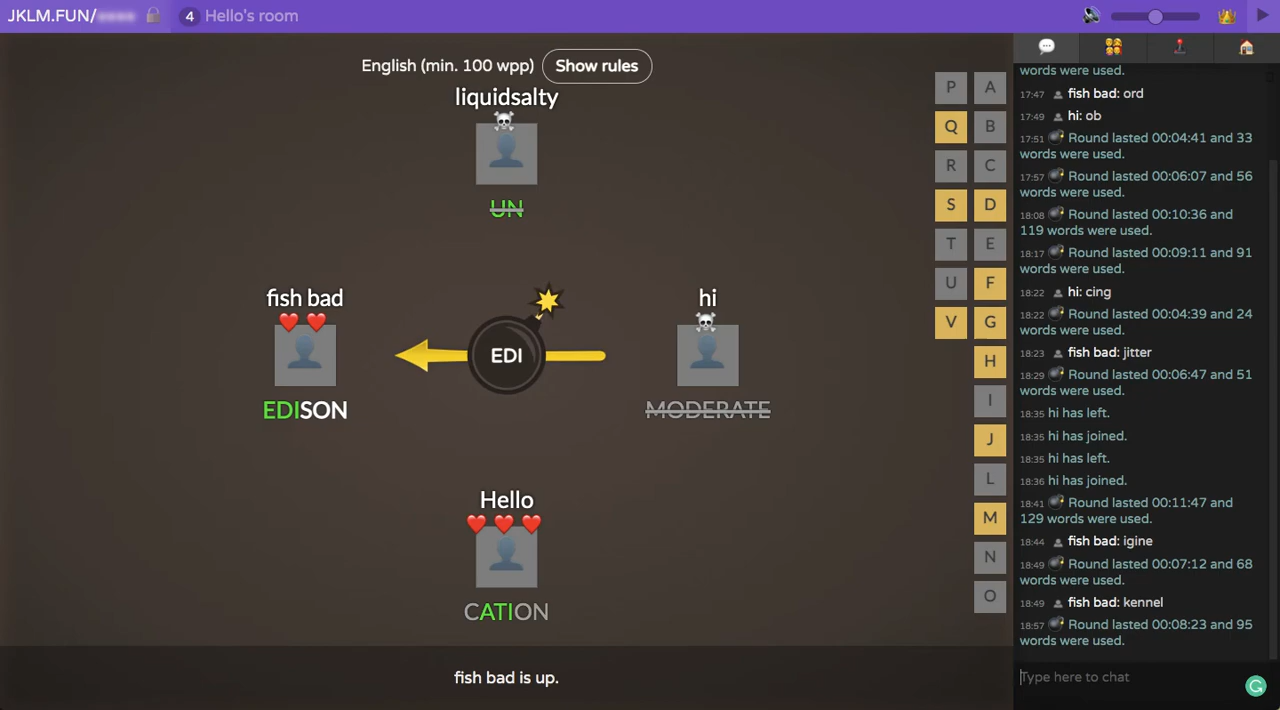 JKLM.FUN/
4 Hello's room
English (min. 100 wpp) Show rules
liquidsalty
UN
fish bad
EDISON
EDI
hi
MODERATE
Hello
CATION
fish bad is up.
P A
Q B
R C
S D
T E
U F
V G
H
I
J
L
M
N
O
words were used.
17:47 fish bad: ord
17:49 hi: ob
17:51 Round lasted 00:04:41 and 33
words were used.
17:57 Round lasted 00:06:07 and 56
words were used.
18:08 Round lasted 00:10:36 and
119 words were used.
18:17 Round lasted 00:09:11 and 91
words were used.
18:22 hi: cing
18:22 Round lasted 00:04:39 and 24
words were used.
18:23 fish bad: jitter
18:29 Round lasted 00:06:47 and 51
words were used.
18:35 hi has left.
18:35 hi has joined.
18:35 hi has left.
18:36 hi has joined.
18:41 Round lasted 00:11:47 and
129 words were used.
18:44 fish bad: igine
18:49 Round lasted 00:07:12 and 68
words were used.
18:49 fish bad: kennel
18:57 Round lasted 00:08:23 and 95
words were used.
Type here to chat